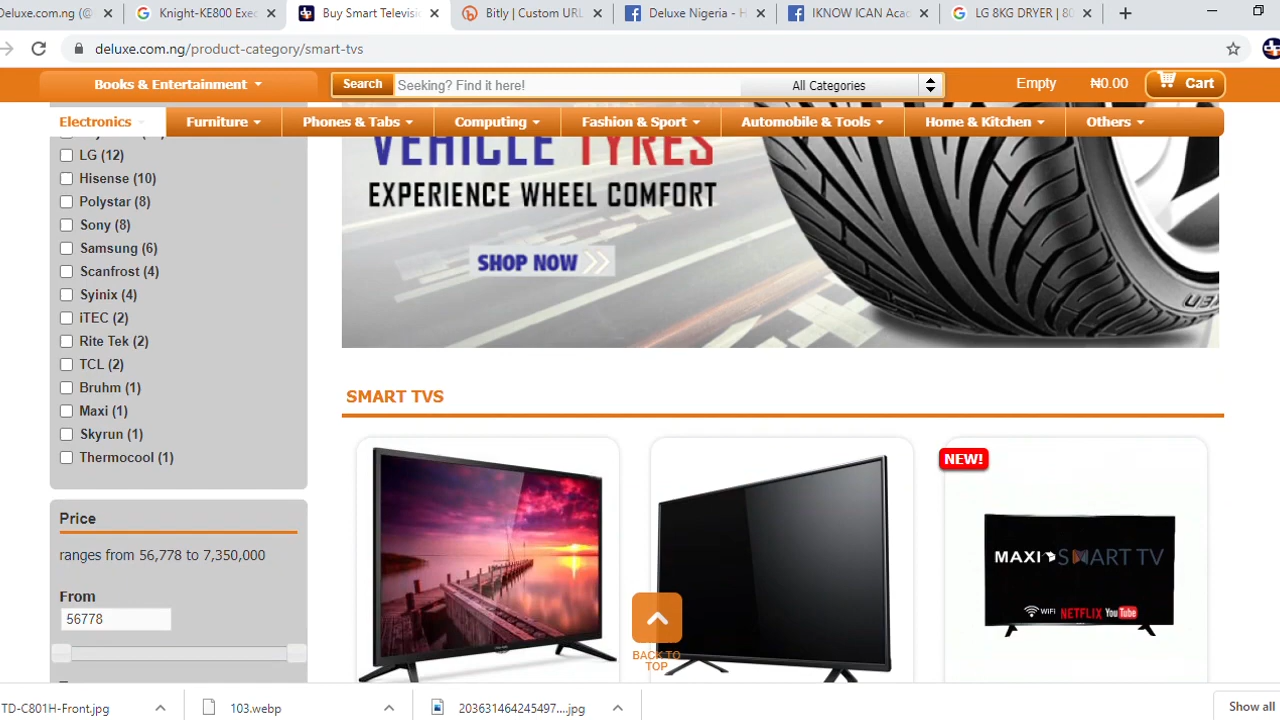 Deluxe.com.ng (@
Knight-KE800 Exec
Buy Smart Televisi
Bitly | Custom URL
Deluxe Nigeria - H
IKNOW ICAN Aca
LG 8KG DRYER | 80
deluxe.com.ng/product-category/smart-tvs
Books & Entertainment
Search
Seeking? Find it here!
All Categories
Empty
₦0.00
Cart
Electronics
Furniture
Phones & Tabs
Computing
Fashion & Sport
Automobile & Tools
Home & Kitchen
Others
LG (12)
Hisense (10)
Polystar (8)
Sony (8)
Samsung (6)
Scanfrost (4)
Syinix (4)
iTEC (2)
Rite Tek (2)
TCL (2)
Bruhm (1)
Maxi (1)
Skyrun (1)
Thermocool (1)
Price
ranges from 56,778 to 7,350,000
From
56778
VEHICLE TYRES
EXPERIENCE WHEEL COMFORT
SHOP NOW
SMART TVS
NEW!
MAXI SMART TV
WiFi NETFLIX YouTube
BACK TO
TOP
TD-C801H-Front.jpg
103.webp
203631464245497....jpg
Show all